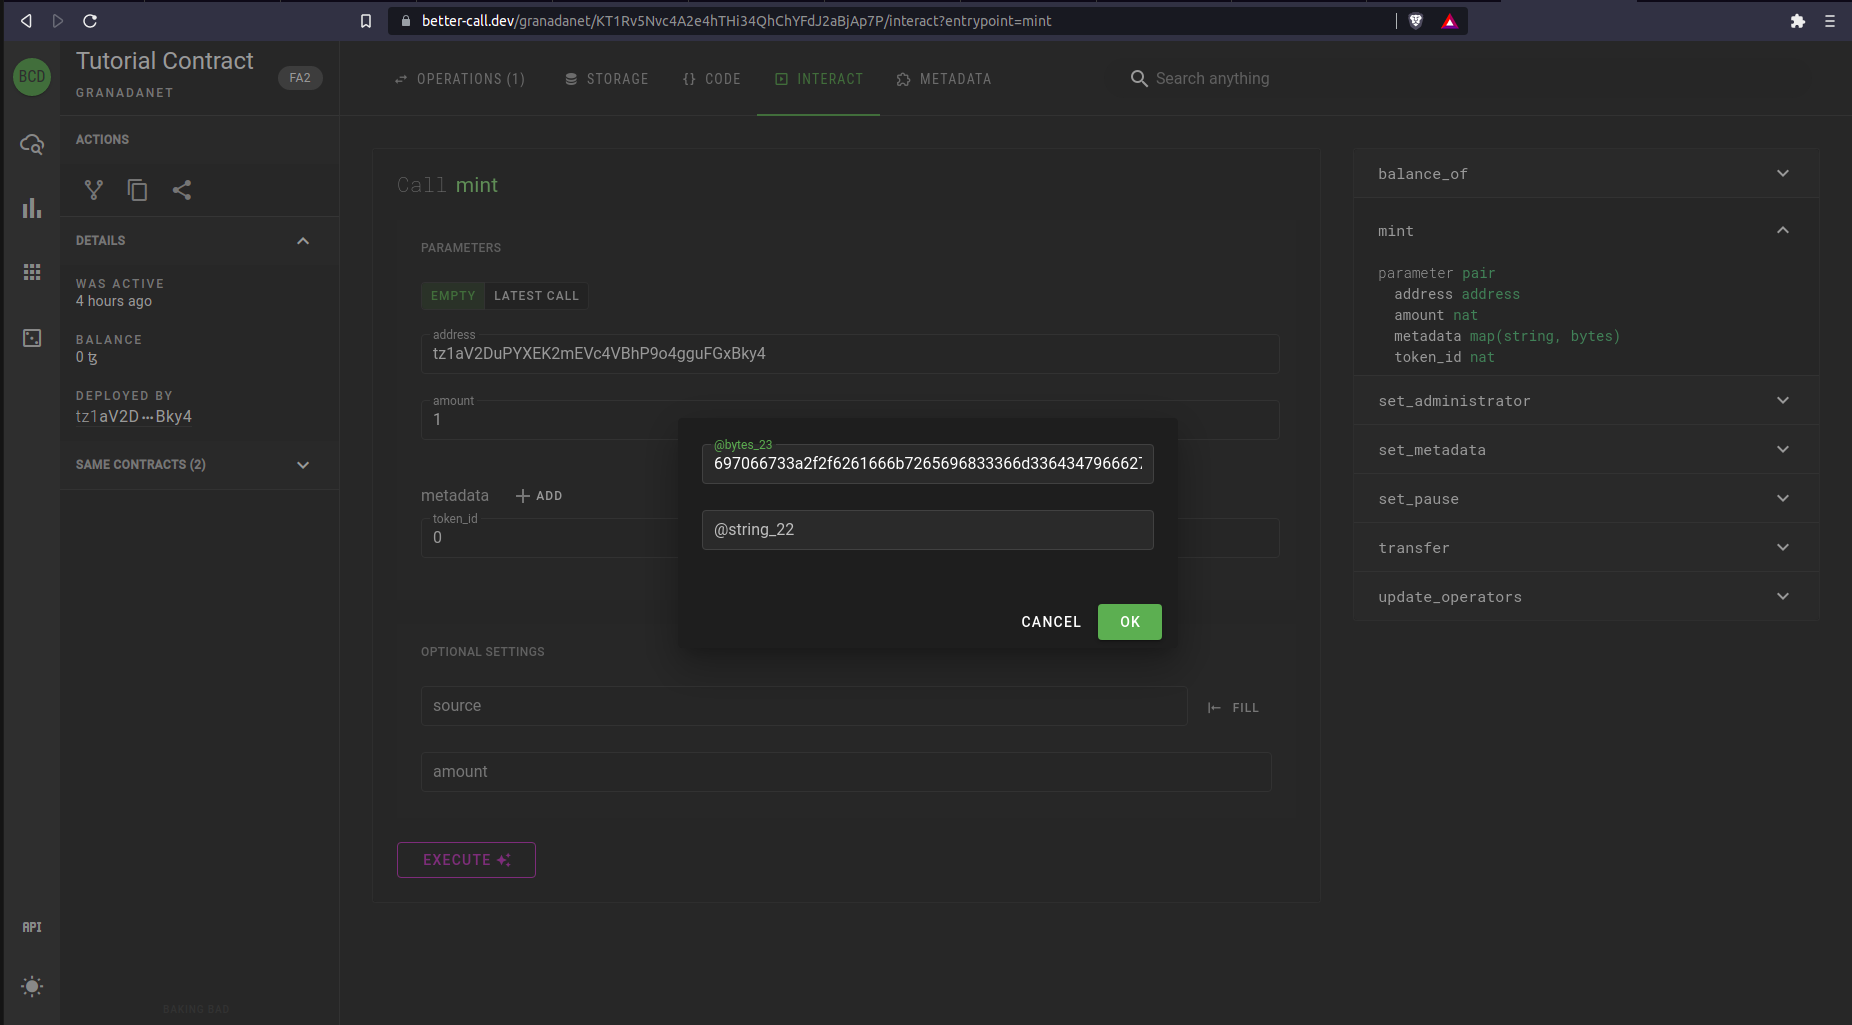 better-call.dev/granadanet/KT1Rv5Nvc4A2e4hTHi34QhChYFdJ2aBjAp7P/interact?entrypoint=mint
BCD
Tutorial Contract
FA2
GRANADANET
OPERATIONS (1)
STORAGE
{} CODE
INTERACT
METADATA
Search anything
ACTIONS
DETAILS
WAS ACTIVE
4 hours ago
BALANCE
0 ꜩ
DEPLOYED BY
tz1aV2D•••Bky4
SAME CONTRACTS (2)
API
BAKING BAD
Call mint
PARAMETERS
EMPTY
LATEST CALL
address
tz1aV2DuPYXEK2mEVc4VBhP9o4gguFGxBky4
amount
1
metadata
+ ADD
token_id
0
@bytes_23
697066733a2f2f6261666b7265696833366d33643479666627
@string_22
CANCEL
OK
OPTIONAL SETTINGS
source
FILL
amount
EXECUTE
balance_of
mint
parameter pair
address address
amount nat
metadata map(string, bytes)
token_id nat
set_administrator
set_metadata
set_pause
transfer
update_operators